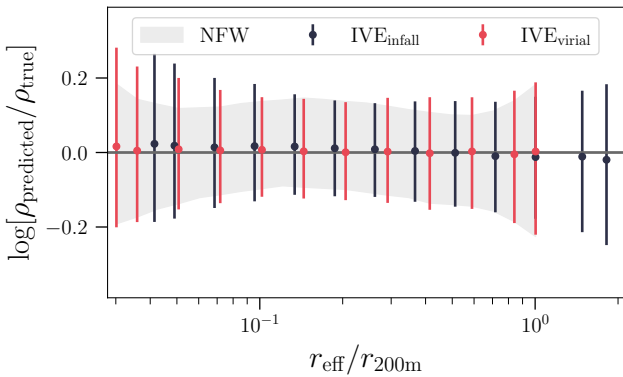 NFW IVE_infall IVE_virial
log[ρ_predicted/ρ_true]
0.2
0.0
−0.2
10^−1 10^0
r_eff/r_200m